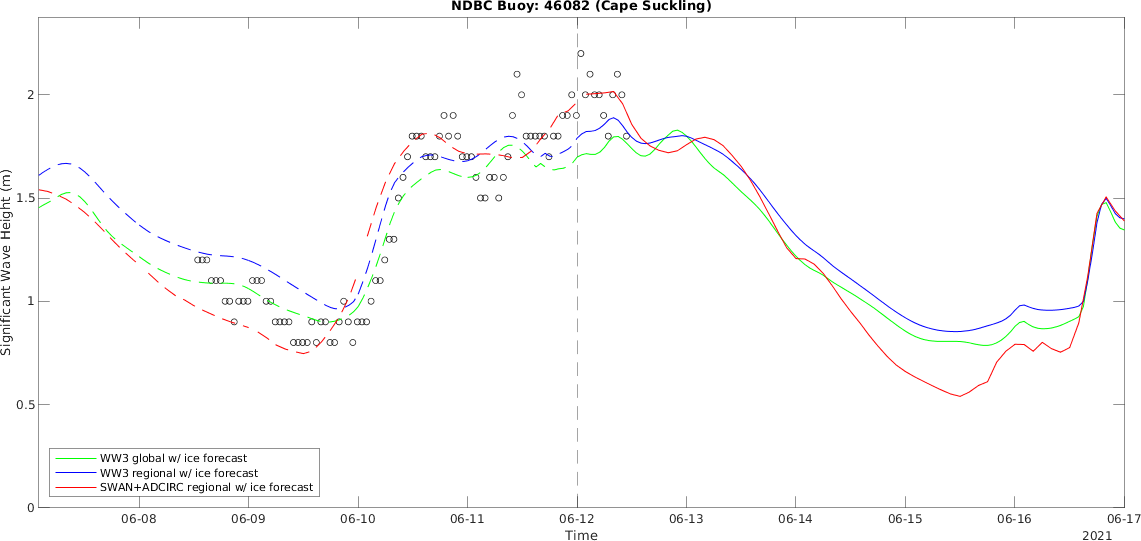 NDBC Buoy: 46082 (Cape Suckling)
Significant Wave Height (m)
2
1.5
1
0.5
0
WW3 global w/ ice forecast
WW3 regional w/ ice forecast
SWAN+ADCIRC regional w/ ice forecast
06-08 06-09 06-10 06-11 06-12 06-13 06-14 06-15 06-16 06-17
Time
2021